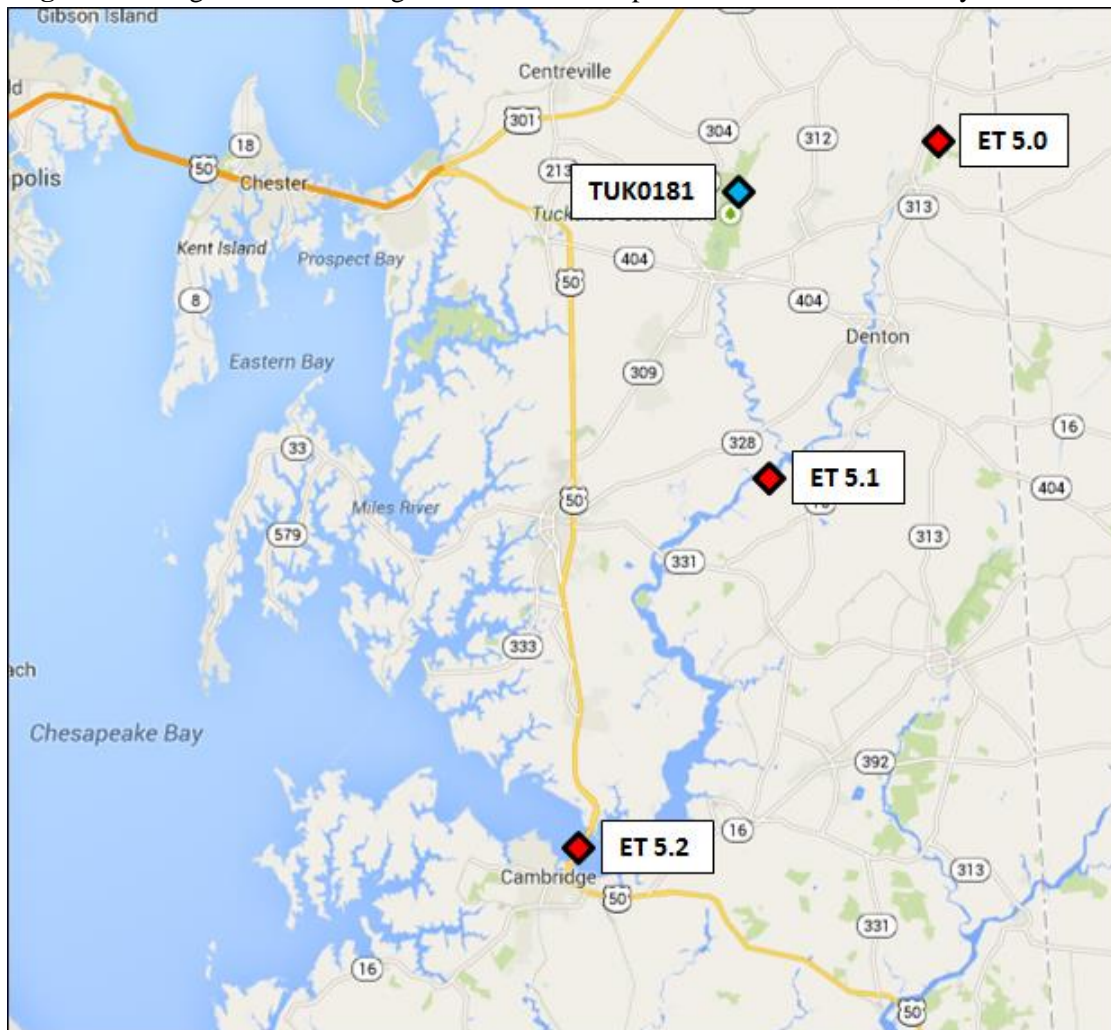 Gibson Island
Centreville
301
304
312
ET 5.0
18
50
213
TUK0181
polis
Chester
313
Kent Island
Prospect Bay
404
8
50
404
Denton
Eastern Bay
309
16
33
328
ET 5.1
50
404
Miles River
579
313
331
333
ach
Chesapeake Bay
392
ET 5.2
16
Cambridge
50
313
331
16
50